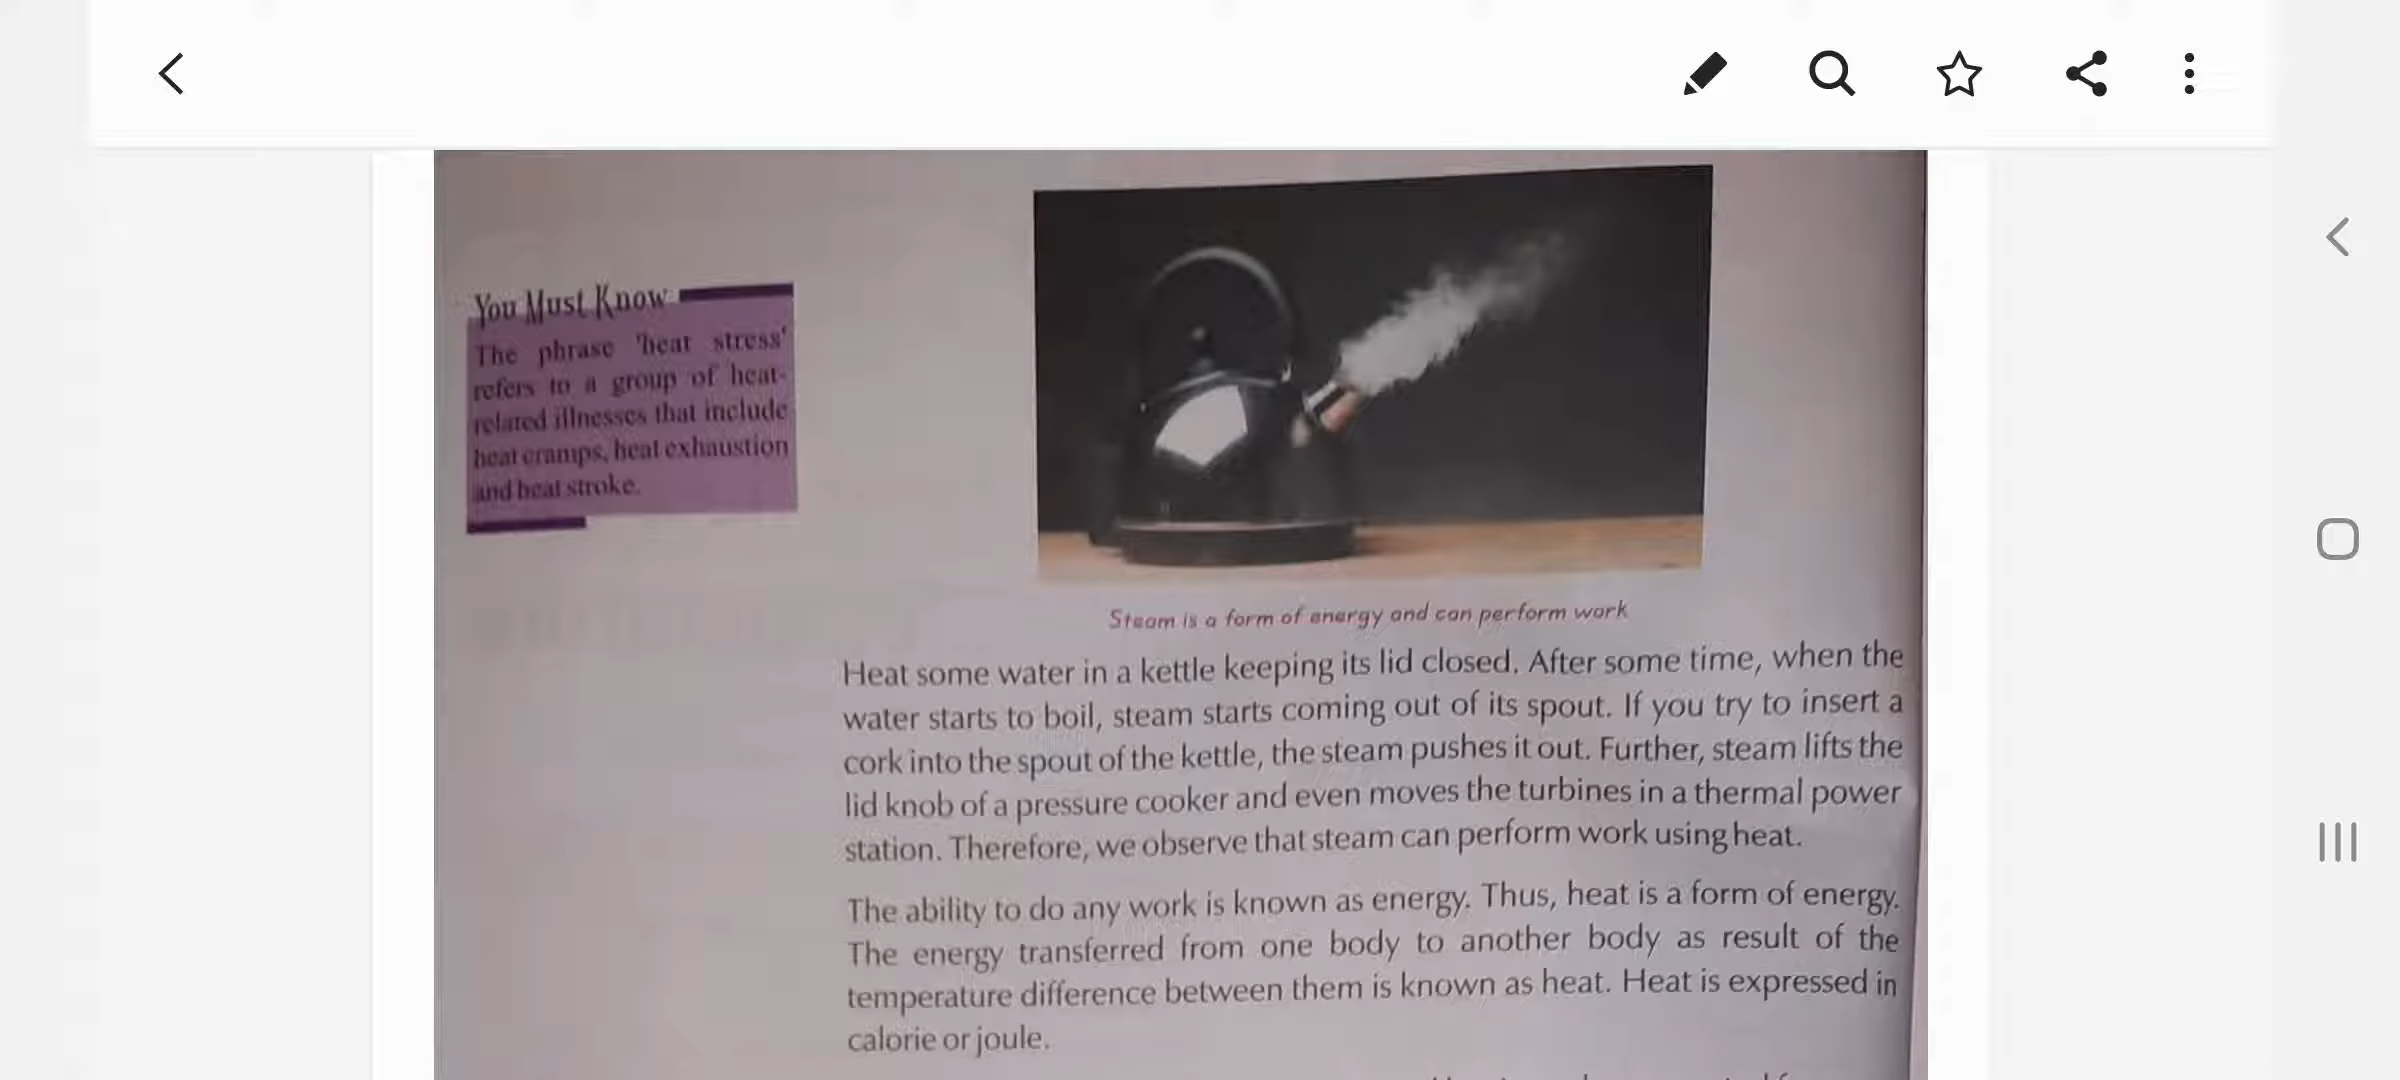 You Must Know
The phrase 'heat stress'
refers to a group of heat-
related illnesses that include
heat cramps, heat exhaustion
and heat stroke.
Steam is a form of energy and can perform work
Heat some water in a kettle keeping its lid closed. After some time, when the
water starts to boil, steam starts coming out of its spout. If you try to insert a
cork into the spout of the kettle, the steam pushes it out. Further, steam lifts the
lid knob of a pressure cooker and even moves the turbines in a thermal power
station. Therefore, we observe that steam can perform work using heat.
The ability to do any work is known as energy. Thus, heat is a form of energy.
The energy transferred from one body to another body as result of the
temperature difference between them is known as heat. Heat is expressed in
calorie or joule.